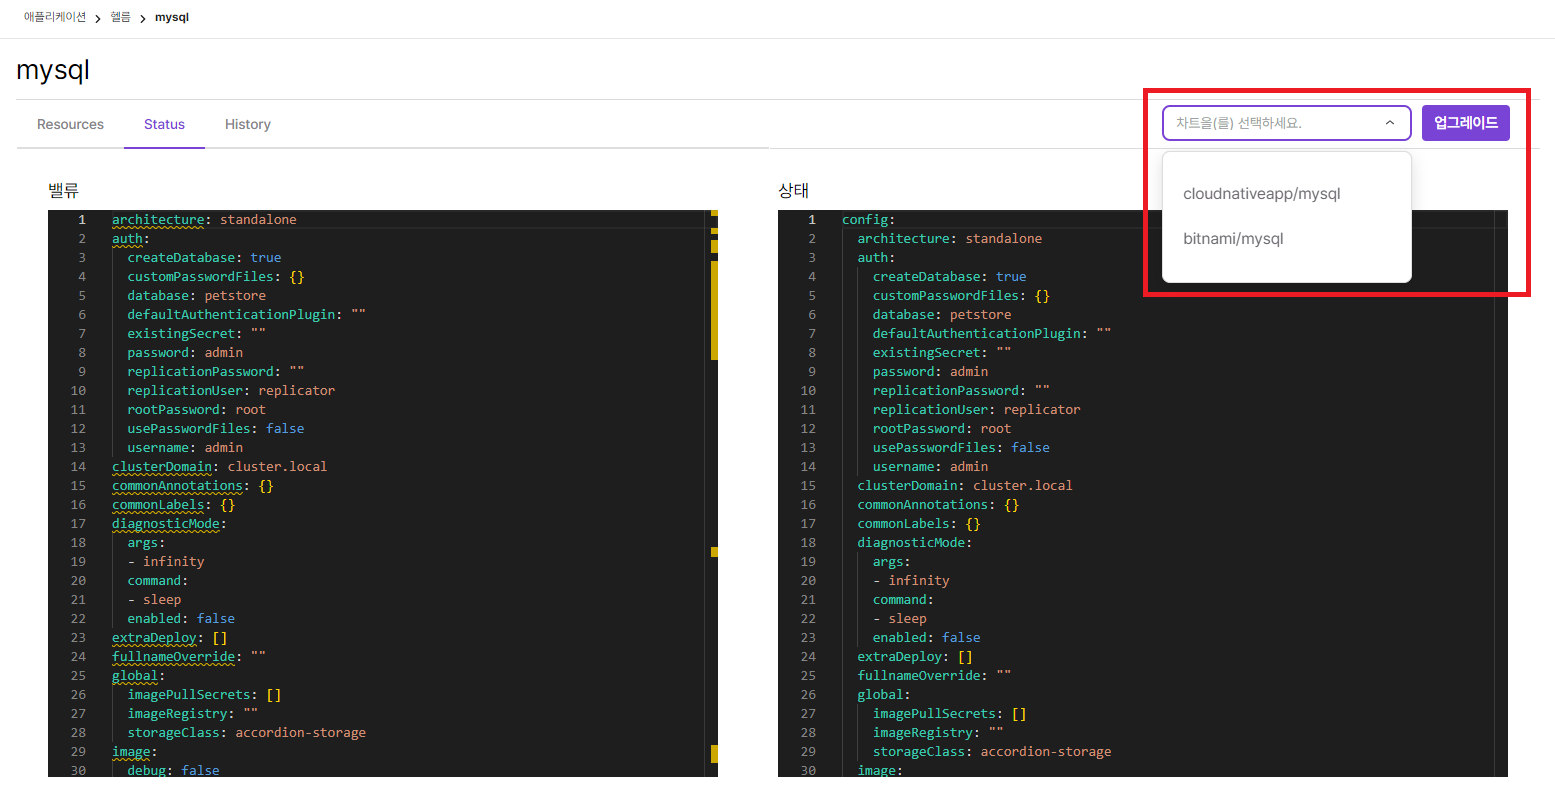 애플리케이션 > 헬름 > mysql
mysql
Resources Status History
차트을(를) 선택하세요. 업그레이드
cloudnativeapp/mysql
bitnami/mysql
밸류
1 architecture: standalone
2 auth:
3 createDatabase: true
4 customPasswordFiles: {}
5 database: petstore
6 defaultAuthenticationPlugin: ""
7 existingSecret: ""
8 password: admin
9 replicationPassword: ""
10 replicationUser: replicator
11 rootPassword: root
12 usePasswordFiles: false
13 username: admin
14 clusterDomain: cluster.local
15 commonAnnotations: {}
16 commonLabels: {}
17 diagnosticMode:
18 args:
19 - infinity
20 command:
21 - sleep
22 enabled: false
23 extraDeploy: []
24 fullnameOverride: ""
25 global:
26 imagePullSecrets: []
27 imageRegistry: ""
28 storageClass: accordion-storage
29 image:
30 debug: false
상태
1 config:
2 architecture: standalone
3 auth:
4 createDatabase: true
5 customPasswordFiles: {}
6 database: petstore
7 defaultAuthenticationPlugin: ""
8 existingSecret: ""
9 password: admin
10 replicationPassword: ""
11 replicationUser: replicator
12 rootPassword: root
13 usePasswordFiles: false
14 username: admin
15 clusterDomain: cluster.local
16 commonAnnotations: {}
17 commonLabels: {}
18 diagnosticMode:
19 args:
20 - infinity
21 command:
22 - sleep
23 enabled: false
24 extraDeploy: []
25 fullnameOverride: ""
26 global:
27 imagePullSecrets: []
28 imageRegistry: ""
29 storageClass: accordion-storage
30 image: